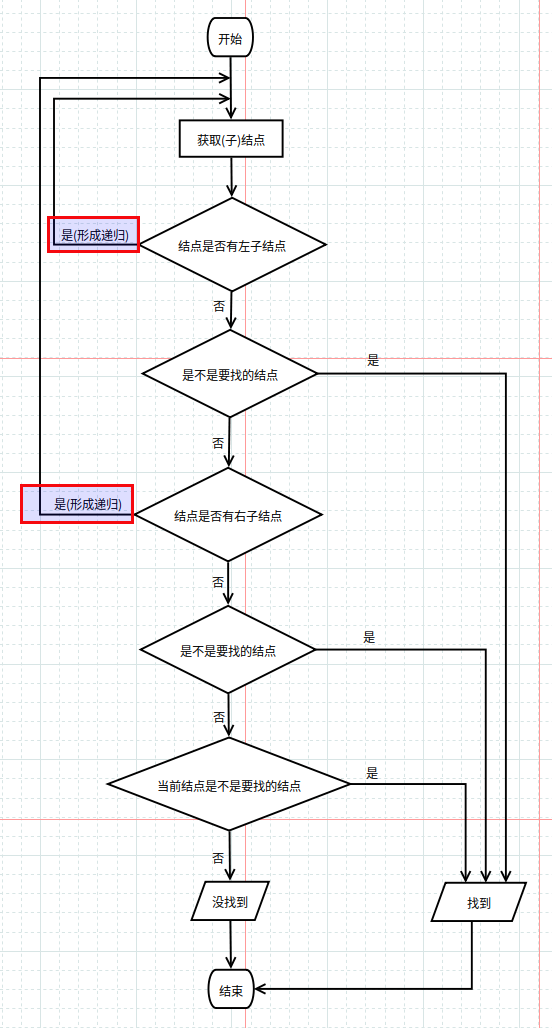 开始
获取(子)结点
结点是否有左子结点
是(形成递归)
否
是不是要找的结点
是
否
结点是否有右子结点
是(形成递归)
否
是不是要找的结点
是
否
当前结点是不是要找的结点
是
否
没找到
找到
结束